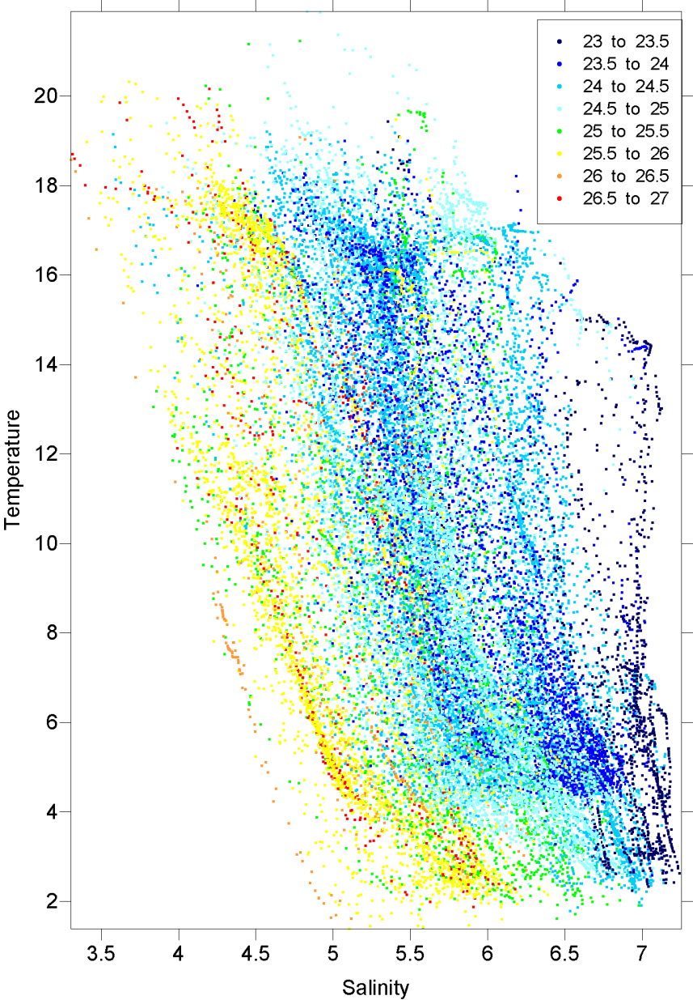 23 to 23.5
23.5 to 24
24 to 24.5
24.5 to 25
25 to 25.5
25.5 to 26
26 to 26.5
26.5 to 27
20
18
16
14
12
10
8
6
4
2
Temperature
3.5 4 4.5 5 5.5 6 6.5 7
Salinity